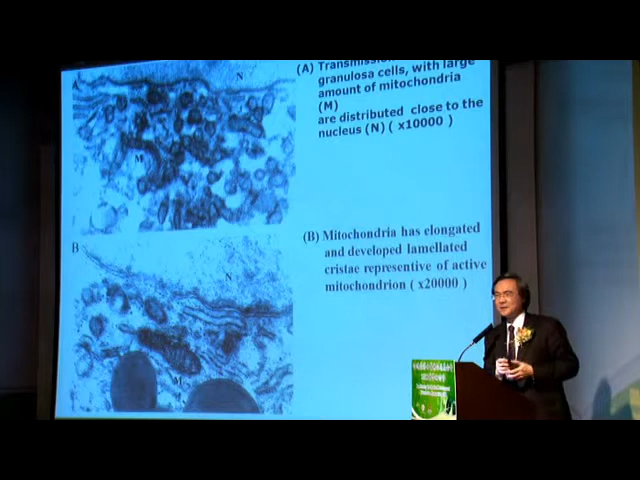 A
N
M
(A) Transmission
granulosa cells, with large
amount of mitochondria
(M)
are distributed close to the
nucleus (N) ( x10000 )
B
N
M
(B) Mitochondria has elongated
and developed lamellated
cristae representive of active
mitochondrion ( x20000 )